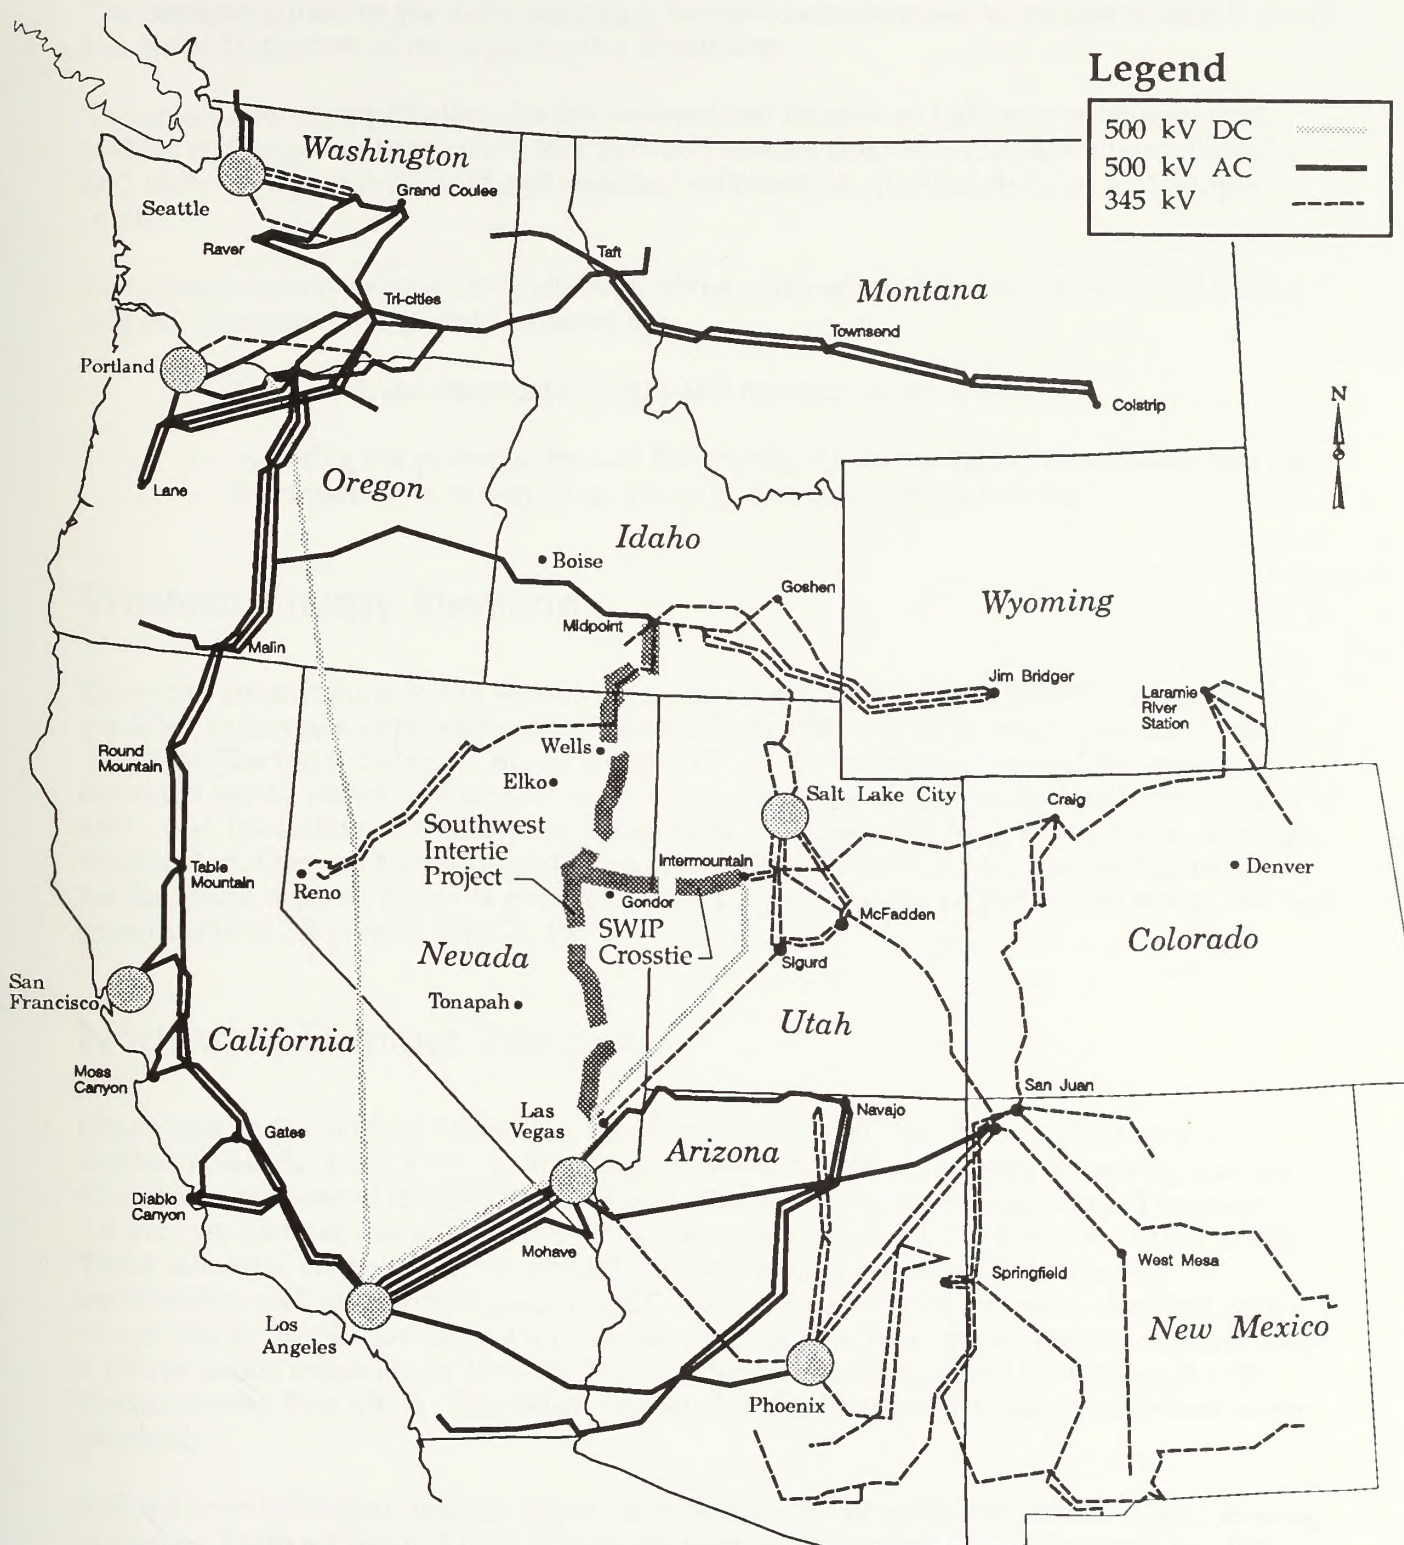 Legend
500 kV DC
500 kV AC
345 kV
Washington
Seattle
Grand Coulee
Raver
Taft
Tri-cities
Montana
Townsend
Portland
Colstrip
N
Lane
Oregon
Idaho
Boise
Goshen
Wyoming
Midpoint
Malin
Jim Bridger
Laramie
River
Station
Round
Mountain
Wells
Elko
Salt Lake City
Craig
Southwest
Intertie
Project
Intermountain
Table
Mountain
Reno
Denver
Gondor
McFadden
SWIP
Crosstie
Colorado
Nevada
Sigurd
San
Francisco
Tonapah
Utah
California
Moss
Canyon
San Juan
Las
Vegas
Navajo
Gates
Arizona
Diablo
Canyon
Mohave
West Mesa
Springfield
Los
Angeles
New Mexico
Phoenix